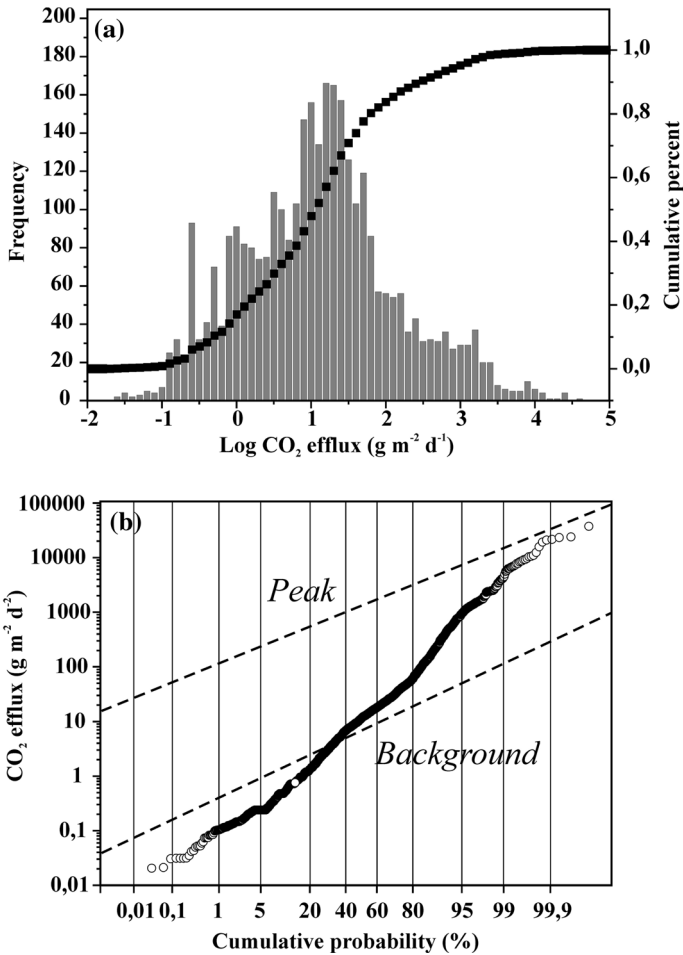 (a)
200
180
160
140
120
100
80
60
40
20
0
Frequency
1,0
0,8
0,6
0,4
0,2
0,0
Cumulative percent
-2 -1 0 1 2 3 4 5
Log CO₂ efflux (g m⁻² d⁻¹)
(b)
100000
10000
1000
100
10
1
0,1
0,01
CO₂ efflux (g m⁻² d⁻²)
Peak
Background
0,01 0,1 1 5 20 40 60 80 95 99 99,9
Cumulative probability (%)